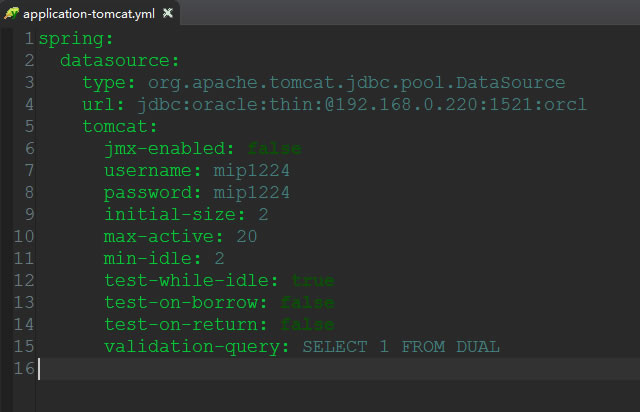 application-tomcat.yml
1 spring:
2   datasource:
3     type: org.apache.tomcat.jdbc.pool.DataSource
4     url: jdbc:oracle:thin:@192.168.0.220:1521:orcl
5     tomcat:
6       jmx-enabled: false
7       username: mip1224
8       password: mip1224
9       initial-size: 2
10       max-active: 20
11       min-idle: 2
12       test-while-idle: true
13       test-on-borrow: false
14       test-on-return: false
15       validation-query: SELECT 1 FROM DUAL
16